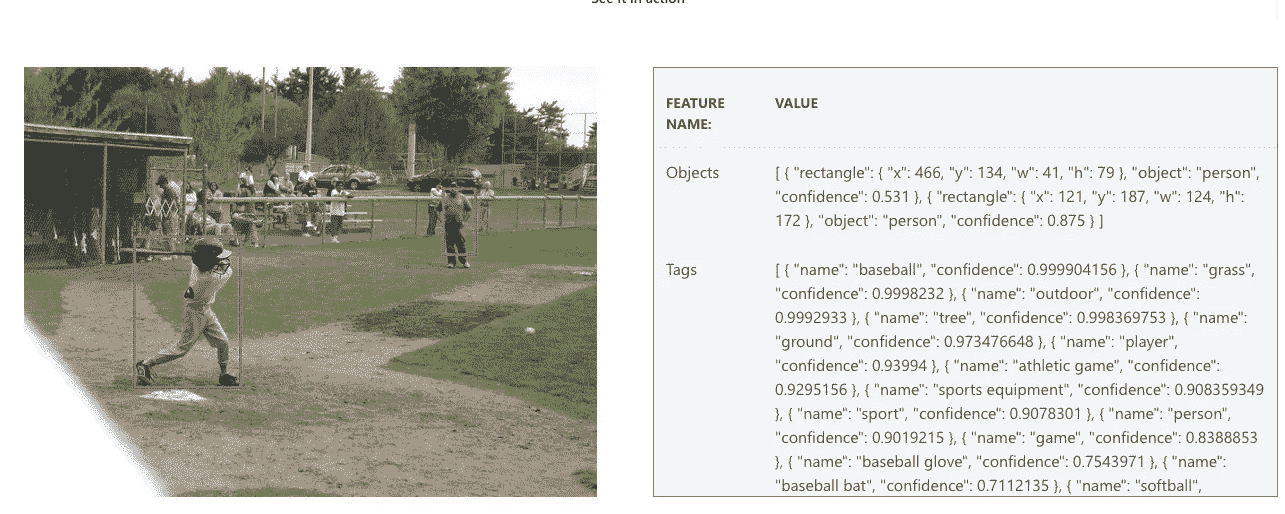 See it in action
FEATURE
NAME:
VALUE
Objects
[ { "rectangle": { "x": 466, "y": 134, "w": 41, "h": 79 }, "object": "person",
"confidence": 0.531 }, { "rectangle": { "x": 121, "y": 187, "w": 124, "h":
172 }, "object": "person", "confidence": 0.875 } ]
Tags
[ { "name": "baseball", "confidence": 0.999904156 }, { "name": "grass",
"confidence": 0.9998232 }, { "name": "outdoor", "confidence":
0.9992933 }, { "name": "tree", "confidence": 0.998369753 }, { "name":
"ground", "confidence": 0.973476648 }, { "name": "player",
"confidence": 0.93994 }, { "name": "athletic game", "confidence":
0.9295156 }, { "name": "sports equipment", "confidence": 0.908359349
}, { "name": "sport", "confidence": 0.9078301 }, { "name": "person",
"confidence": 0.9019215 }, { "name": "game", "confidence": 0.8388853
}, { "name": "baseball glove", "confidence": 0.7543971 }, { "name":
"baseball bat", "confidence": 0.7112135 }, { "name": "softball",